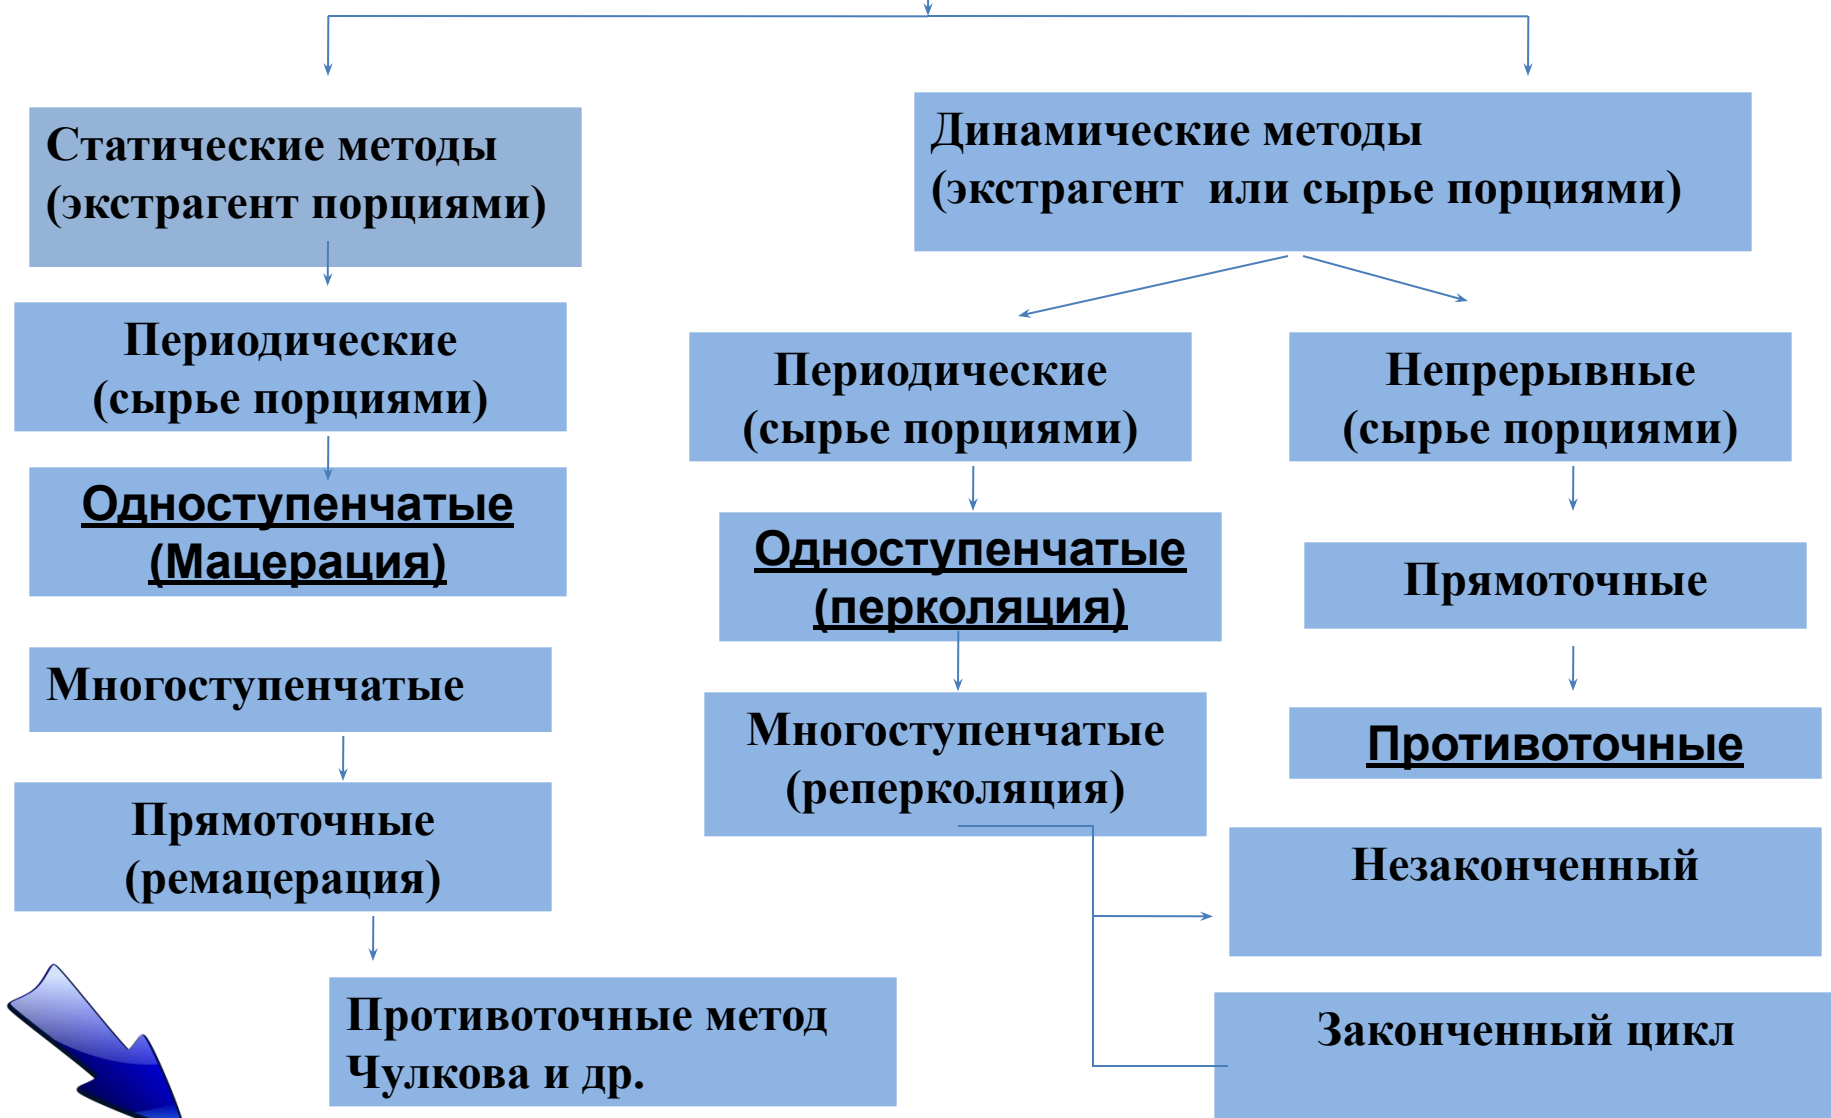 Статические методы
(экстрагент порциями)
Динамические методы
(экстрагент или сырье порциями)
Периодические
(сырье порциями)
Периодические
(сырье порциями)
Непрерывные
(сырье порциями)
Одноступенчатые
(Мацерация)
Одноступенчатые
(перколяция)
Прямоточные
Многоступенчатые
Многоступенчатые
(реперколяция)
Противоточные
Прямоточные
(ремацерация)
Незаконченный
Противоточные метод
Чулкова и др.
Законченный цикл